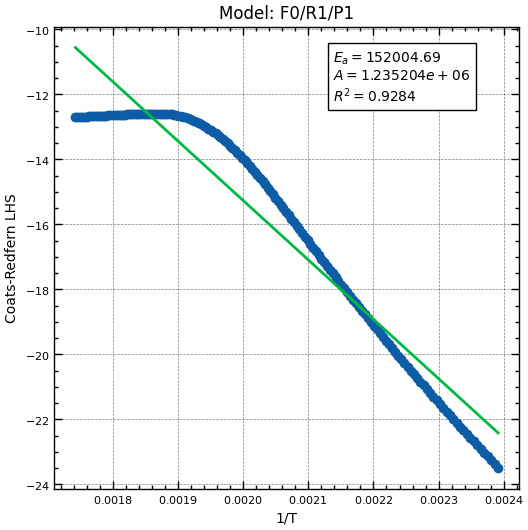 Model: F0/R1/P1
E_a = 152004.69
A = 1.235204e + 06
R^2 = 0.9284
Coats-Redfern LHS
−10
−12
−14
−16
−18
−20
−22
−24
0.0018 0.0019 0.0020 0.0021 0.0022 0.0023 0.0024
1/T